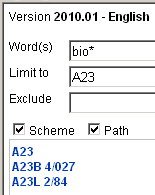 Version 2010.01 - English
Word(s) bio*
Limit to A23
Exclude
Scheme Path
A23
A23B 4/027
A23L 2/84